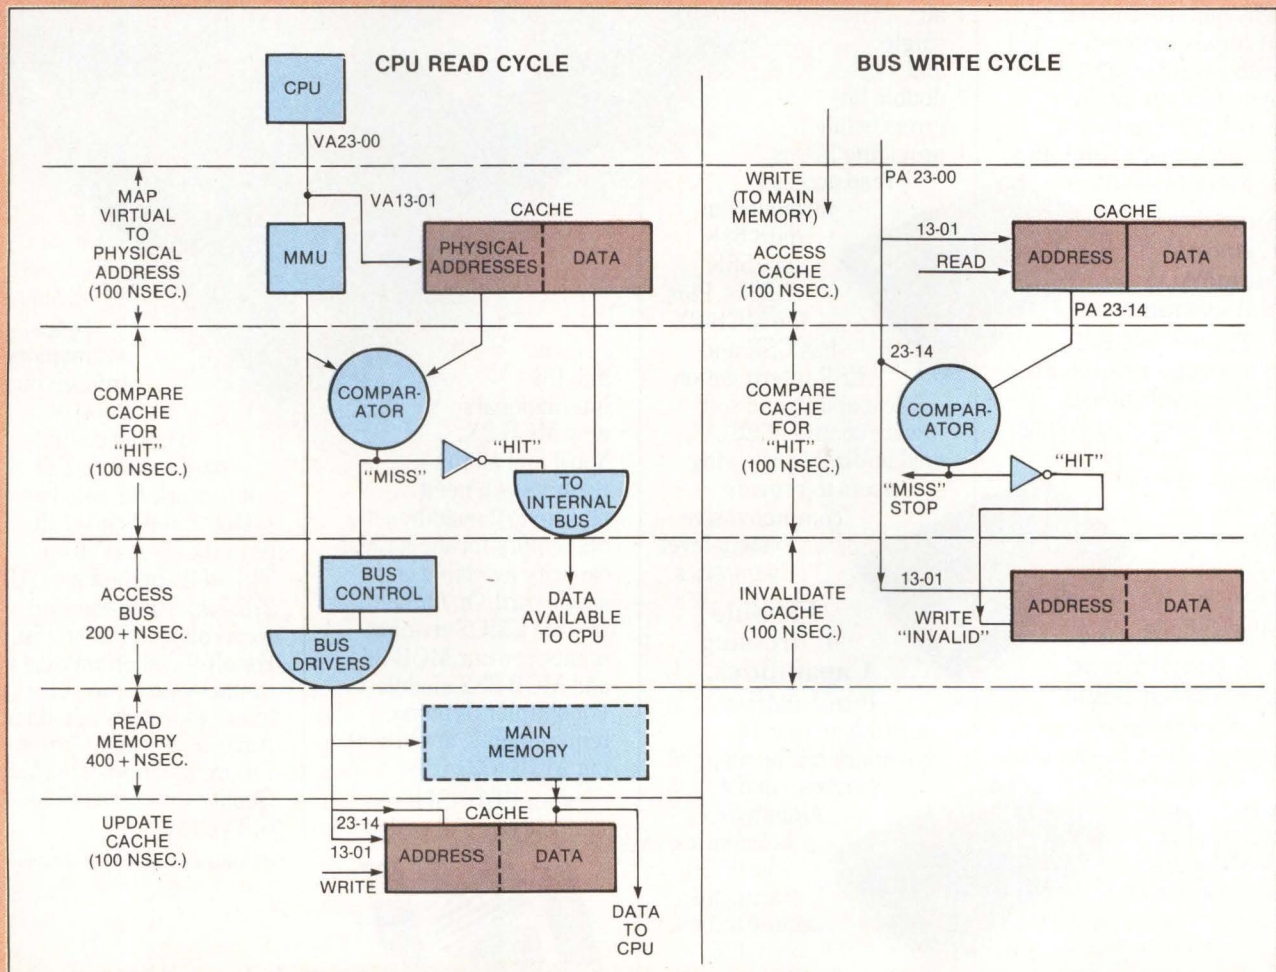 CPU READ CYCLE
CPU
VA23-00
MAP
VIRTUAL
TO
PHYSICAL
ADDRESS
(100 NSEC.)
VA13-01
MMU
CACHE
PHYSICAL
ADDRESSES
DATA
COMPARE
CACHE
FOR
"HIT"
(100 NSEC.)
COMPAR-
ATOR
"MISS"
"HIT"
TO
INTERNAL
BUS
ACCESS
BUS
200 + NSEC.
BUS
CONTROL
BUS
DRIVERS
DATA
AVAILABLE
TO CPU
READ
MEMORY
400 + NSEC.
MAIN
MEMORY
UPDATE
CACHE
(100 NSEC.)
CACHE
23-14
13-01
WRITE
ADDRESS
DATA
DATA
TO
CPU
BUS WRITE CYCLE
WRITE
(TO MAIN
MEMORY)
PA 23-00
ACCESS
CACHE
(100 NSEC.)
13-01
READ
CACHE
ADDRESS
DATA
PA 23-14
COMPARE
CACHE
FOR
"HIT"
(100 NSEC.)
23-14
COMPAR-
ATOR
"MISS"
STOP
"HIT"
INVALIDATE
CACHE
(100 NSEC.)
13-01
WRITE
"INVALID"
ADDRESS
DATA